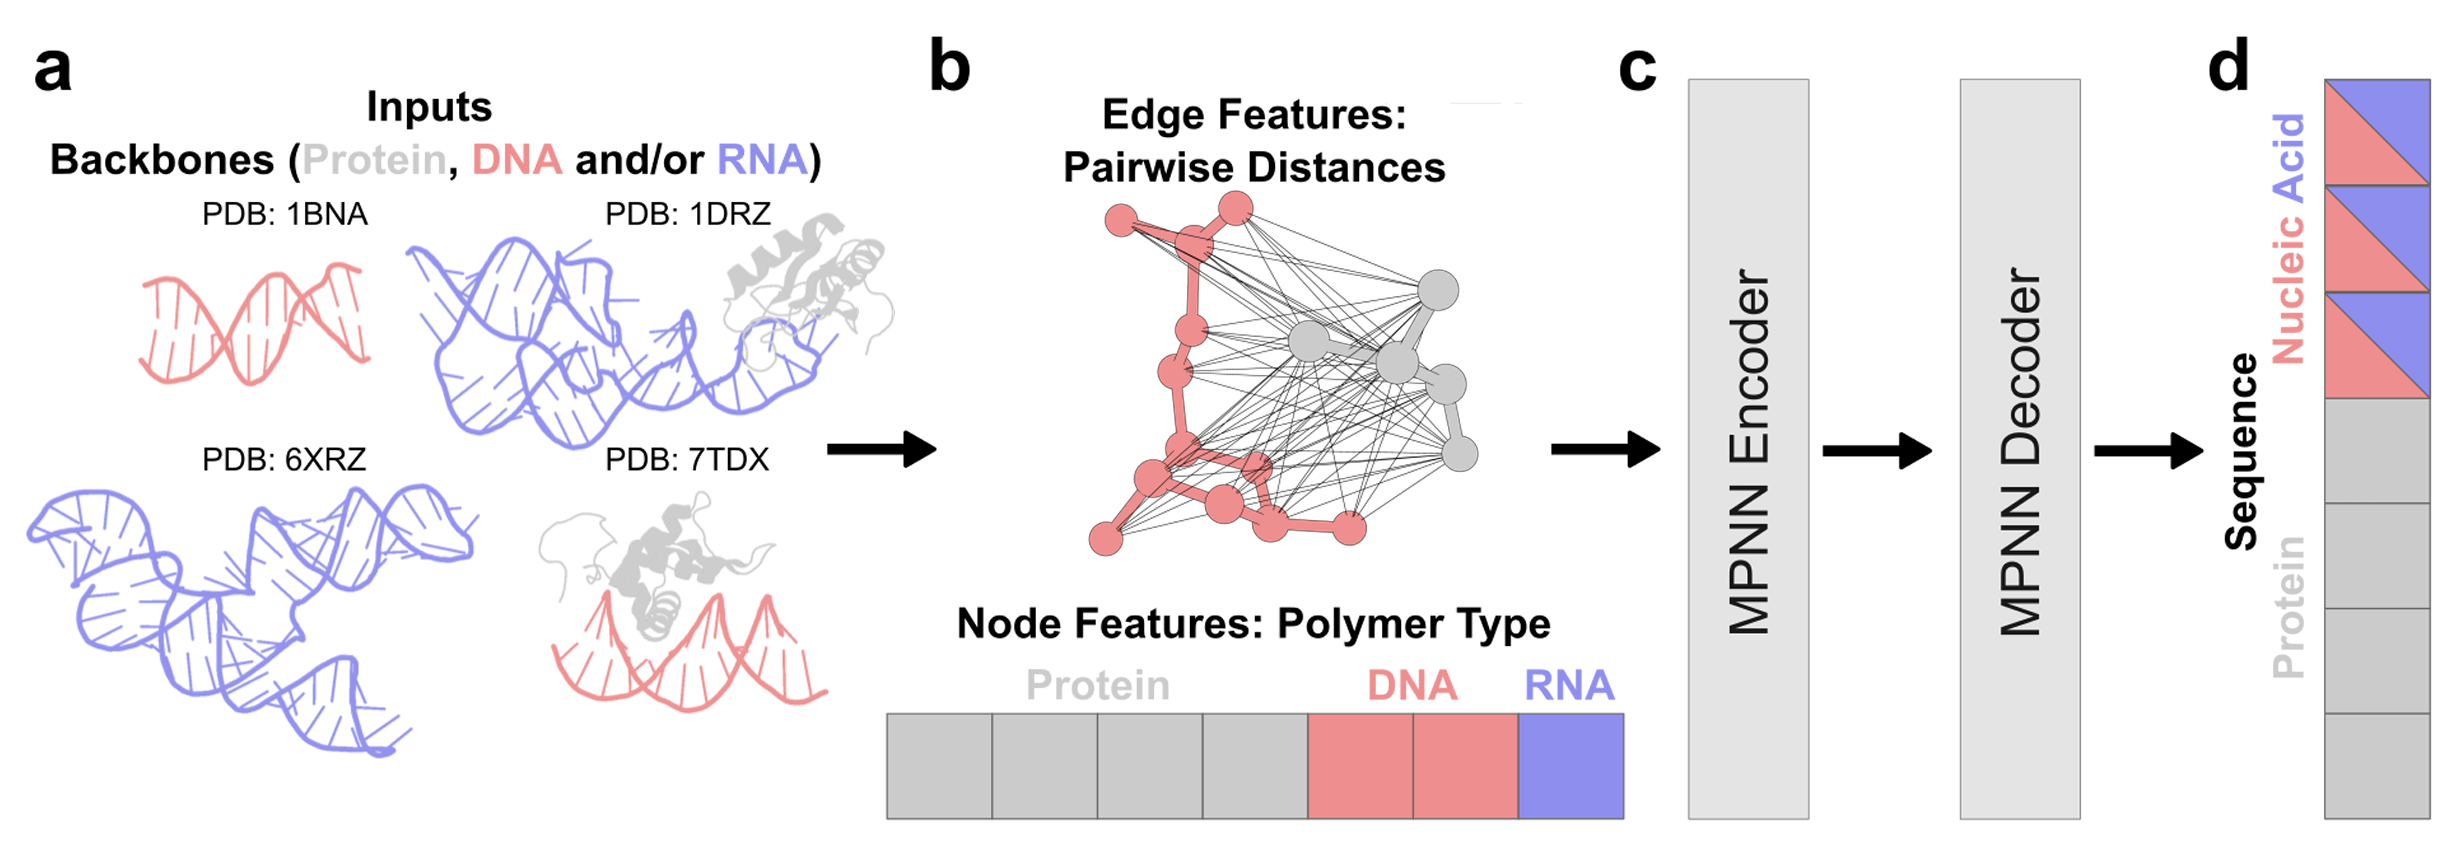 a
Inputs
Backbones (Protein, DNA and/or RNA)
PDB: 1BNA
PDB: 1DRZ
PDB: 6XRZ
PDB: 7TDX
b
Edge Features:
Pairwise Distances
Node Features: Polymer Type
Protein
DNA
RNA
c
MPNN Encoder
MPNN Decoder
d
Sequence
Nucleic Acid
Protein